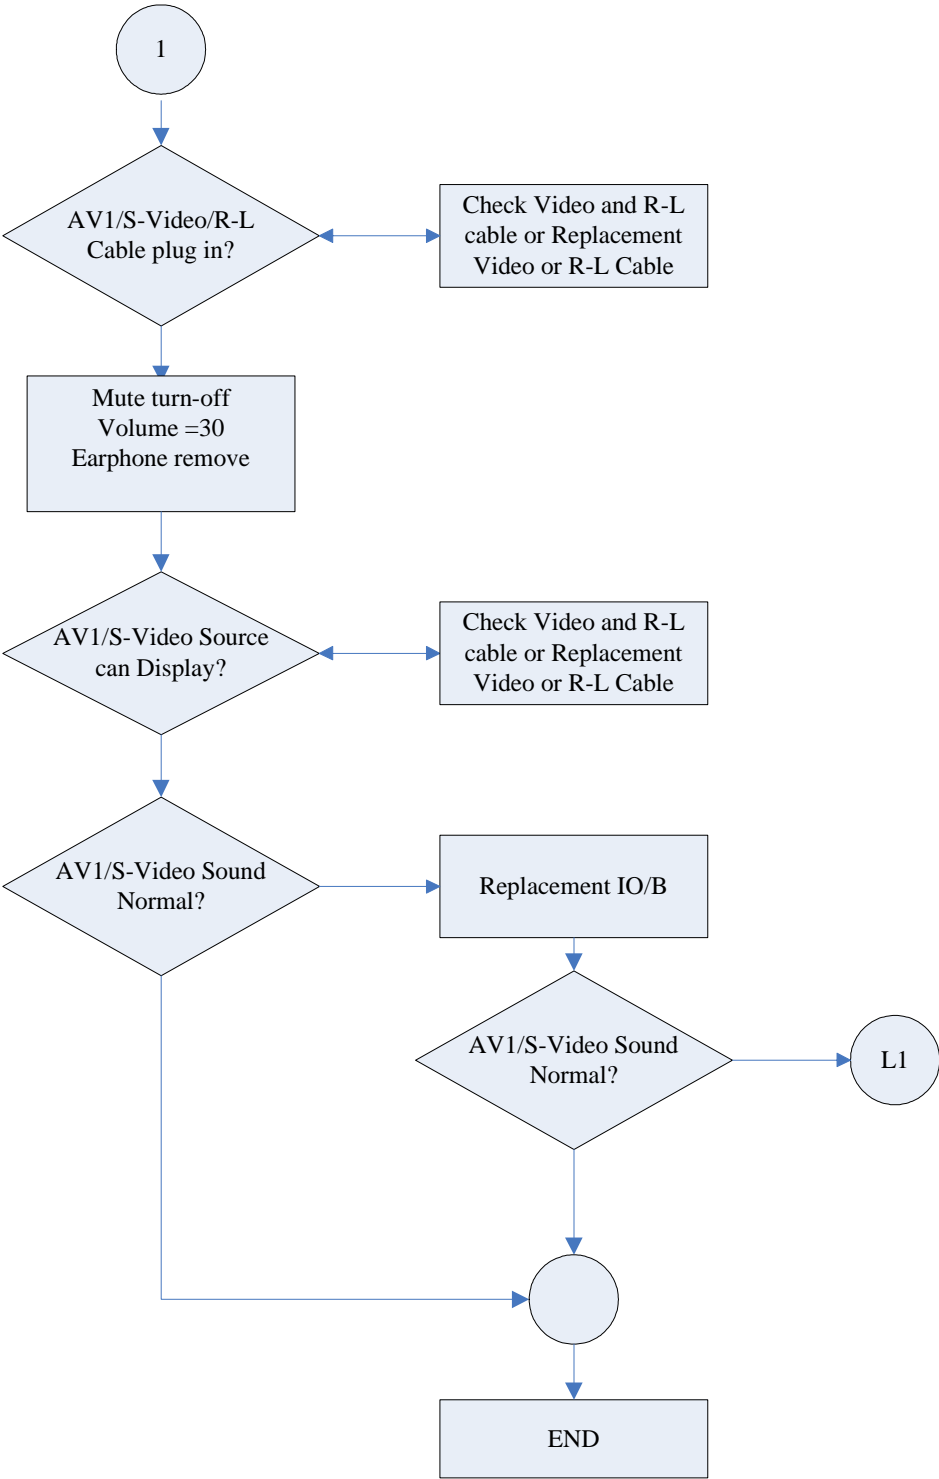 1
AV1/S-Video/R-L
Cable plug in?
Check Video and R-L
cable or Replacement
Video or R-L Cable
Mute turn-off
Volume =30
Earphone remove
AV1/S-Video Source
can Display?
Check Video and R-L
cable or Replacement
Video or R-L Cable
AV1/S-Video Sound
Normal?
Replacement IO/B
AV1/S-Video Sound
Normal?
L1
END